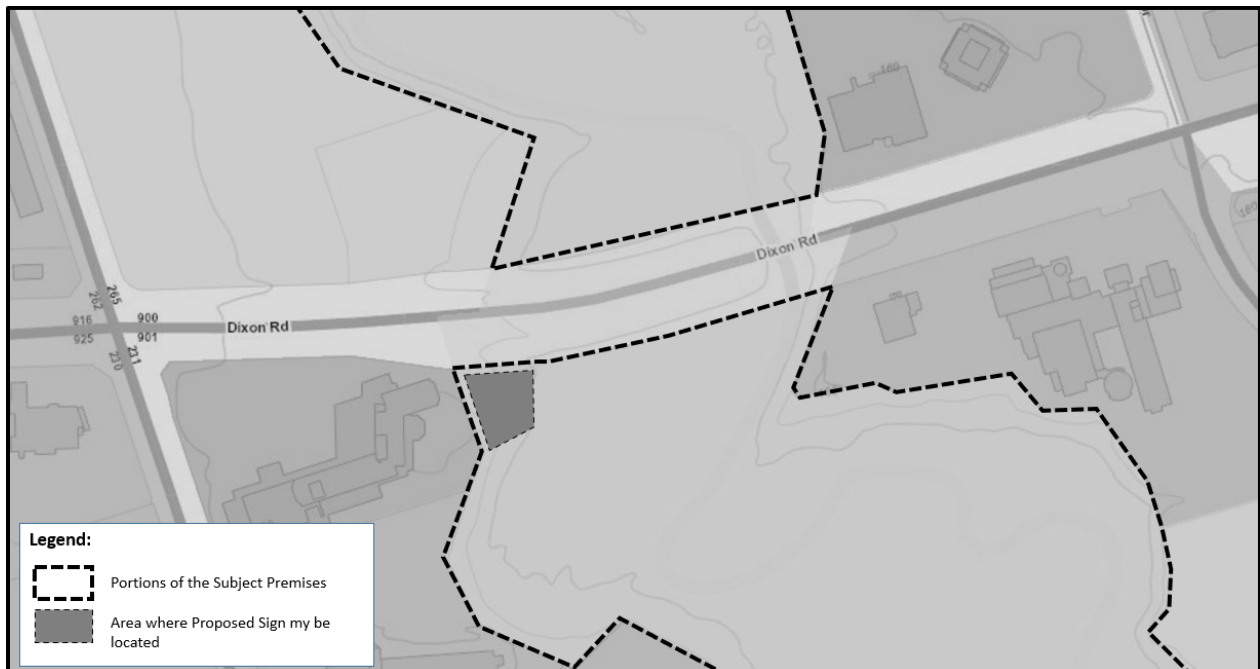 160
Dixon Rd
265
262
916 900
Dixon Rd
925 901
231
230
Legend:
Portions of the Subject Premises
Area where Proposed Sign my be
located